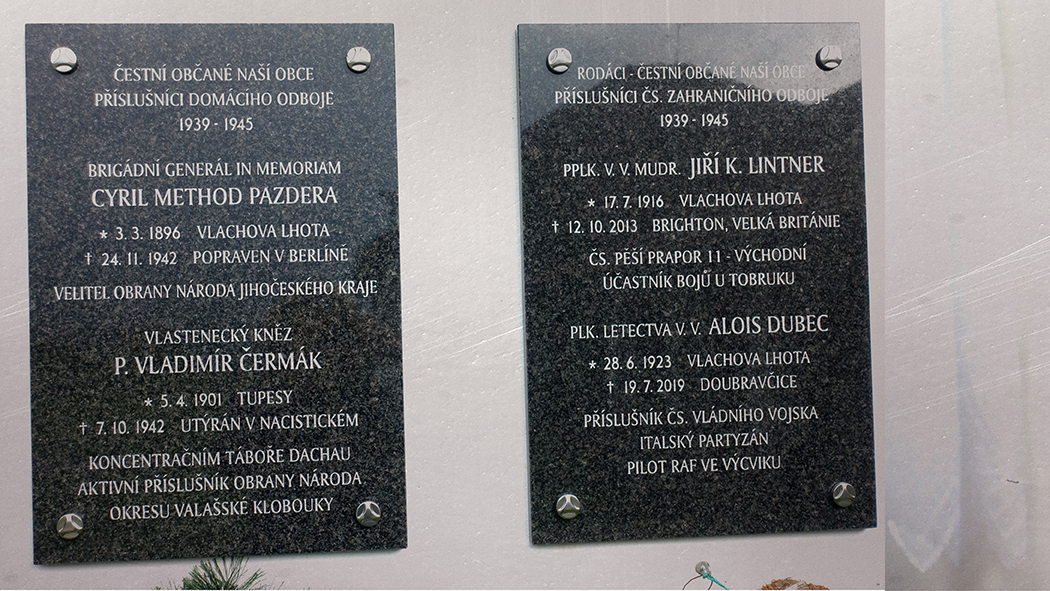 ČESTNÍ OBČANÉ NAŠÍ OBCE
PŘÍSLUŠNÍCI DOMÁCÍHO ODBOJE
1939 - 1945
BRIGÁDNÍ GENERÁL IN MEMORIAM
CYRIL METHOD PAZDERA
* 3. 3. 1896 VLACHOVA LHOTA
† 24. 11. 1942 POPRAVEN V BERLÍNĚ
VELITEL OBRANY NÁRODA JIHOČESKÉHO KRAJE
VLASTENECKÝ KNĚZ
P. VLADIMÍR ČERMÁK
* 5. 4. 1901 TUPESY
† 7. 10. 1942 UTÝRÁN V NACISTICKÉM
KONCENTRAČNÍM TÁBOŘE DACHAU
AKTIVNÍ PŘÍSLUŠNÍK OBRANY NÁRODA
OKRESU VALAŠSKÉ KLOBOUKY
RODÁCI - ČESTNÍ OBČANÉ NAŠÍ OBCE
PŘÍSLUŠNÍCI ČS. ZAHRANIČNÍHO ODBOJE
1939 - 1945
PPLK. V. V. MUDR. JIŘÍ K. LINTNER
* 17. 7. 1916 VLACHOVA LHOTA
† 12. 10. 2013 BRIGHTON, VELKÁ BRITÁNIE
ČS. PĚŠÍ PRAPOR 11 - VÝCHODNÍ
ÚČASTNÍK BOJŮ U TOBRUKU
PLK. LETECTVA V. V. ALOIS DUBEC
* 28. 6. 1923 VLACHOVA LHOTA
† 19. 7. 2019 DOUBRAVČICE
PŘÍSLUŠNÍK ČS. VLÁDNÍHO VOJSKA
ITALSKÝ PARTYZÁN
PILOT RAF VE VÝCVIKU